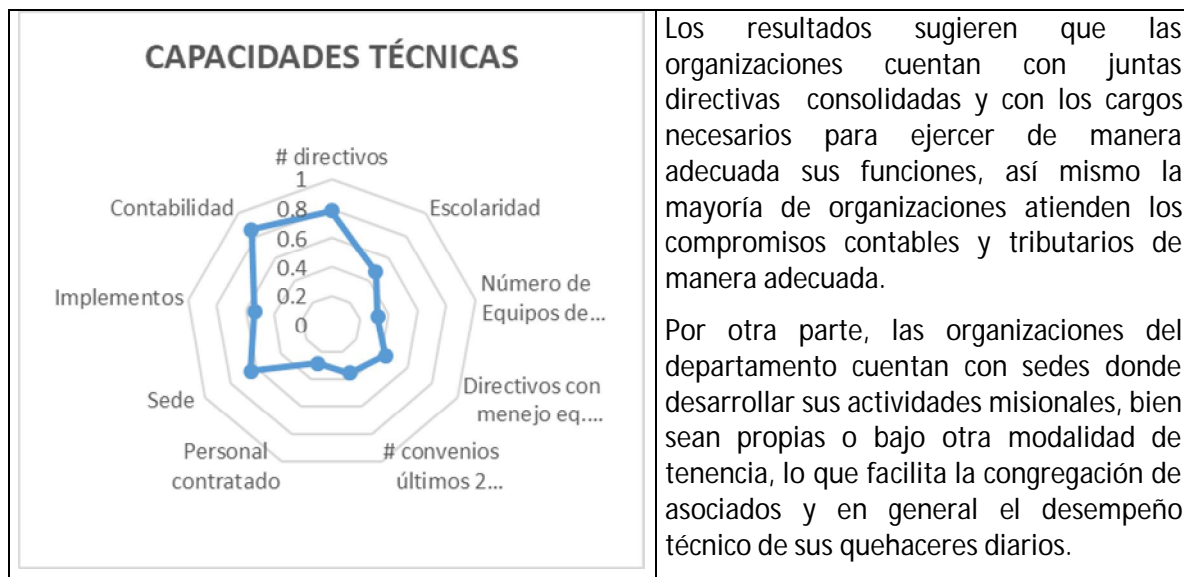 CAPACIDADES TÉCNICAS
# directivos
1
0.8
0.6
0.4
0.2
0
Escolaridad
Número de
Equipos de...
Directivos con
menejo eq....
# convenios
últimos 2...
Personal
contratado
Sede
Implementos
Contabilidad
Los resultados sugieren que las
organizaciones cuentan con juntas
directivas consolidadas y con los cargos
necesarios para ejercer de manera
adecuada sus funciones, así mismo la
mayoría de organizaciones atienden los
compromisos contables y tributarios de
manera adecuada.
Por otra parte, las organizaciones del
departamento cuentan con sedes donde
desarrollar sus actividades misionales, bien
sean propias o bajo otra modalidad de
tenencia, lo que facilita la congregación de
asociados y en general el desempeño
técnico de sus quehaceres diarios.